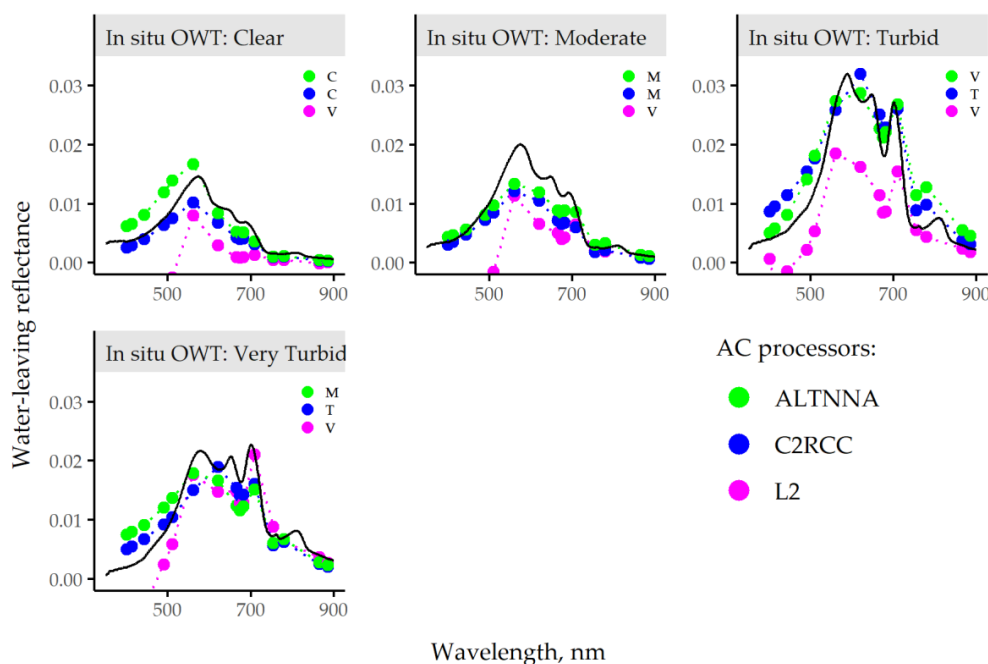 In situ OWT: Clear
In situ OWT: Moderate
In situ OWT: Turbid
C
C
V
M
M
V
V
T
V
0.03
0.02
0.01
0.00
500
700
900
0.03
0.02
0.01
0.00
500
700
900
0.03
0.02
0.01
0.00
500
700
900
Water-leaving reflectance
In situ OWT: Very Turbid
M
T
V
0.03
0.02
0.01
0.00
500
700
900
AC processors:
ALTNNA
C2RCC
L2
Wavelength, nm